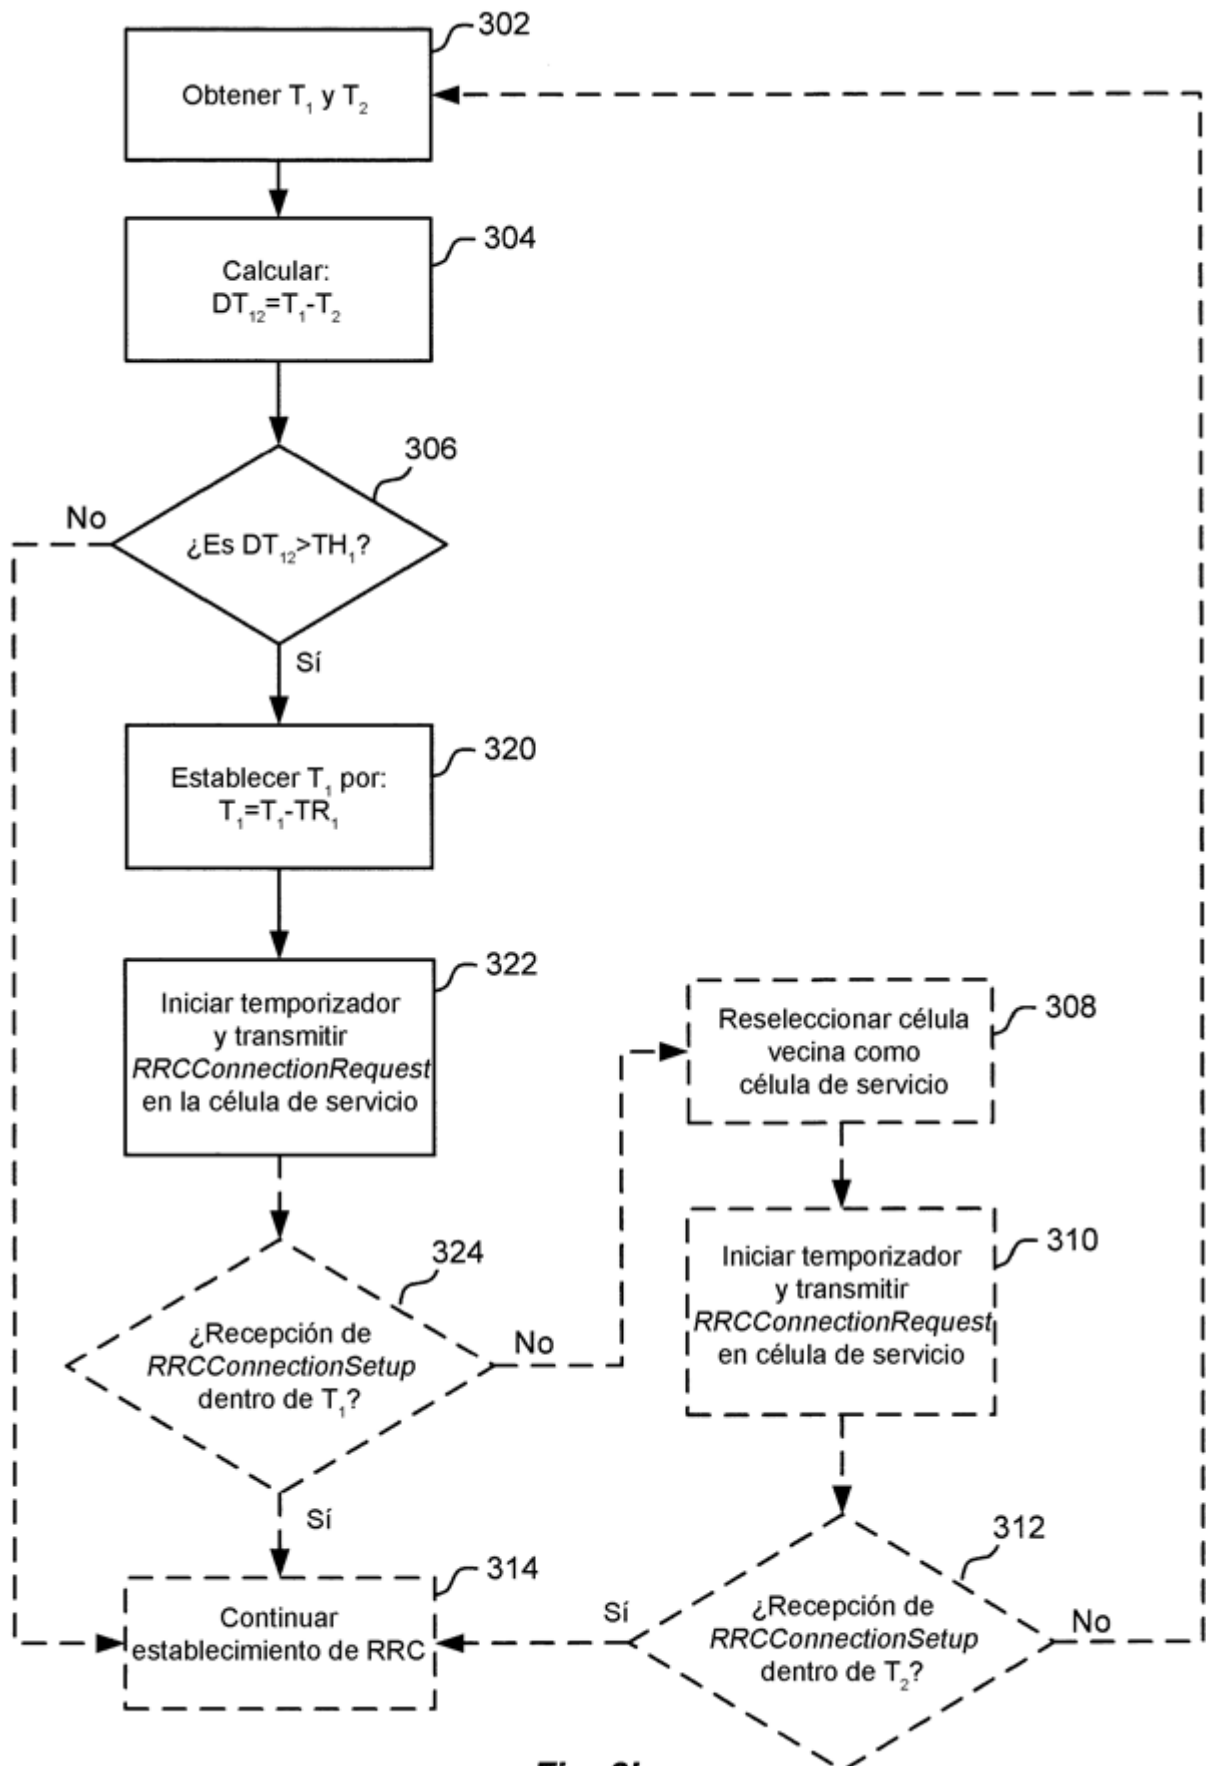 302
Obtener T₁ y T₂
304
Calcular:
DT₁₂=T₁-T₂
306
No
¿Es DT₁₂>TH₁?
Sí
320
Establecer T₁ por:
T₁=T₁-TR₁
322
Iniciar temporizador
y transmitir
RRCConnectionRequest
en la célula de servicio
308
Reseleccionar célula
vecina como
célula de servicio
310
Iniciar temporizador
y transmitir
RRCConnectionRequest
en célula de servicio
324
¿Recepción de
RRCConnectionSetup
dentro de T₁?
No
Sí
314
Continuar
establecimiento de RRC
312
Sí
¿Recepción de
RRCConnectionSetup
dentro de T₂?
No